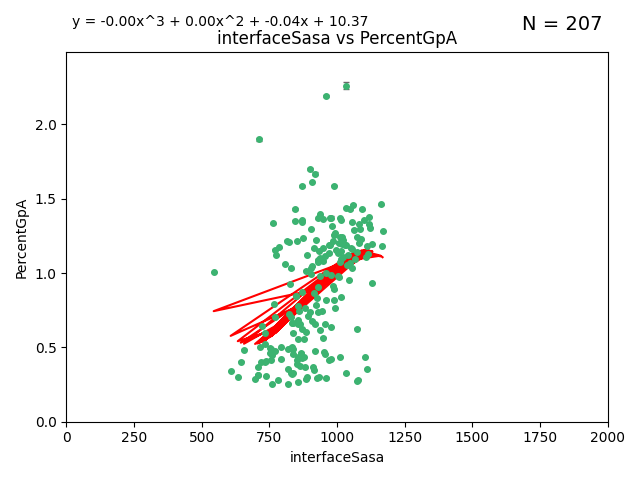 y = -0.00x^3 + 0.00x^2 + -0.04x + 10.37
N = 207
interfaceSasa vs PercentGpA
PercentGpA
2.0
1.5
1.0
0.5
0.0
0 250 500 750 1000 1250 1500 1750 2000
interfaceSasa